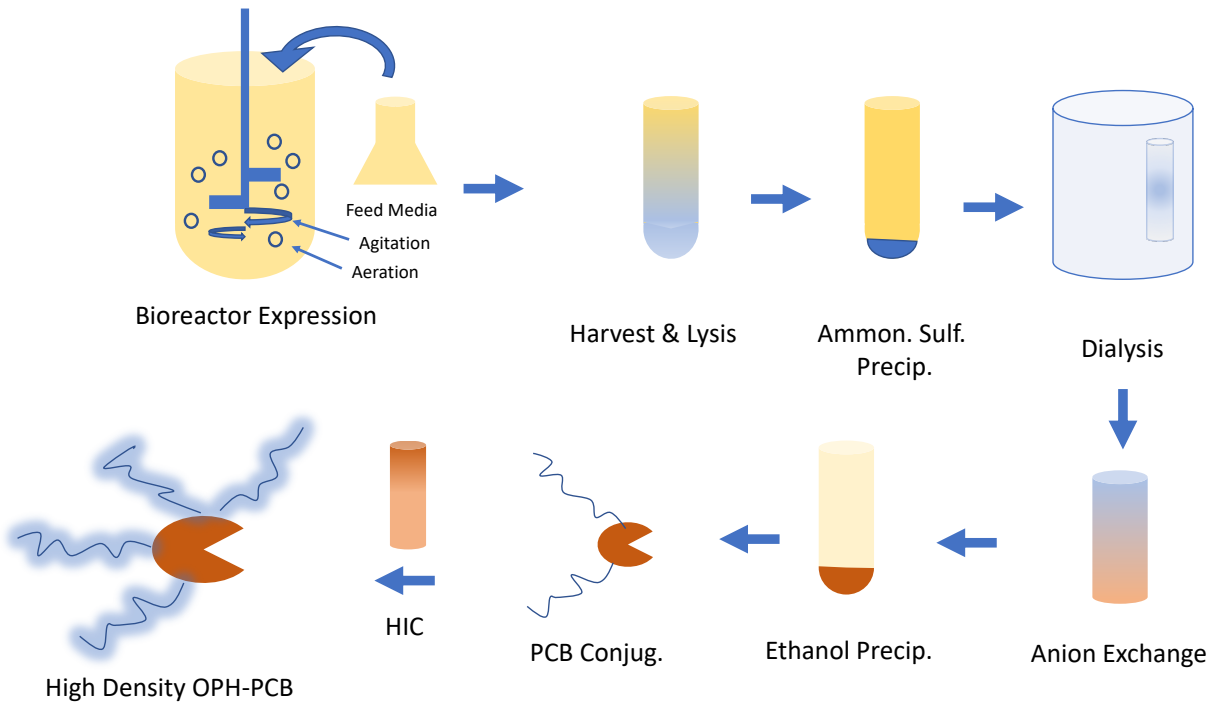 Feed Media
Agitation
Aeration
Bioreactor Expression
Harvest & Lysis
Ammon. Sulf.
Precip.
Dialysis
Anion Exchange
Ethanol Precip.
PCB Conjug.
HIC
High Density OPH-PCB